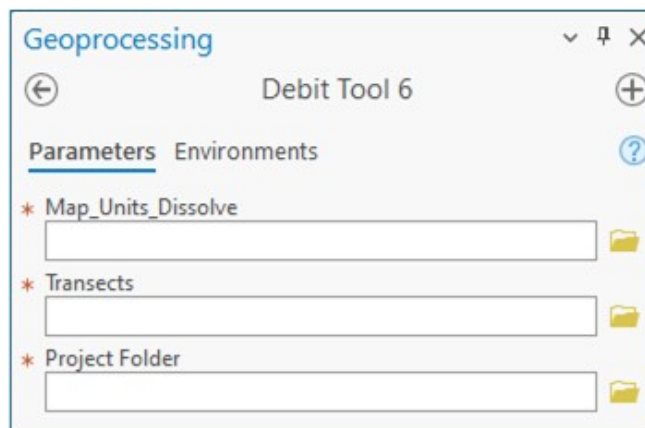 Geoprocessing
Debit Tool 6
Parameters Environments
* Map_Units_Dissolve
* Transects
* Project Folder